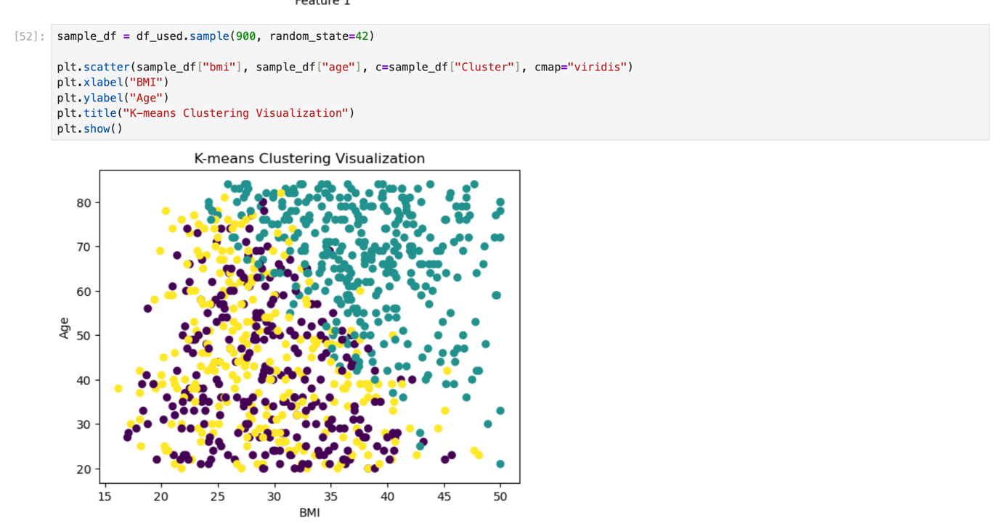 Feature 1
[52]: sample_df = df_used.sample(900, random_state=42)
plt.scatter(sample_df["bmi"], sample_df["age"], c=sample_df["Cluster"], cmap="viridis")
plt.xlabel("BMI")
plt.ylabel("Age")
plt.title("K-means Clustering Visualization")
plt.show()
K-means Clustering Visualization
Age
80
70
60
50
40
30
20
15 20 25 30 35 40 45 50
BMI